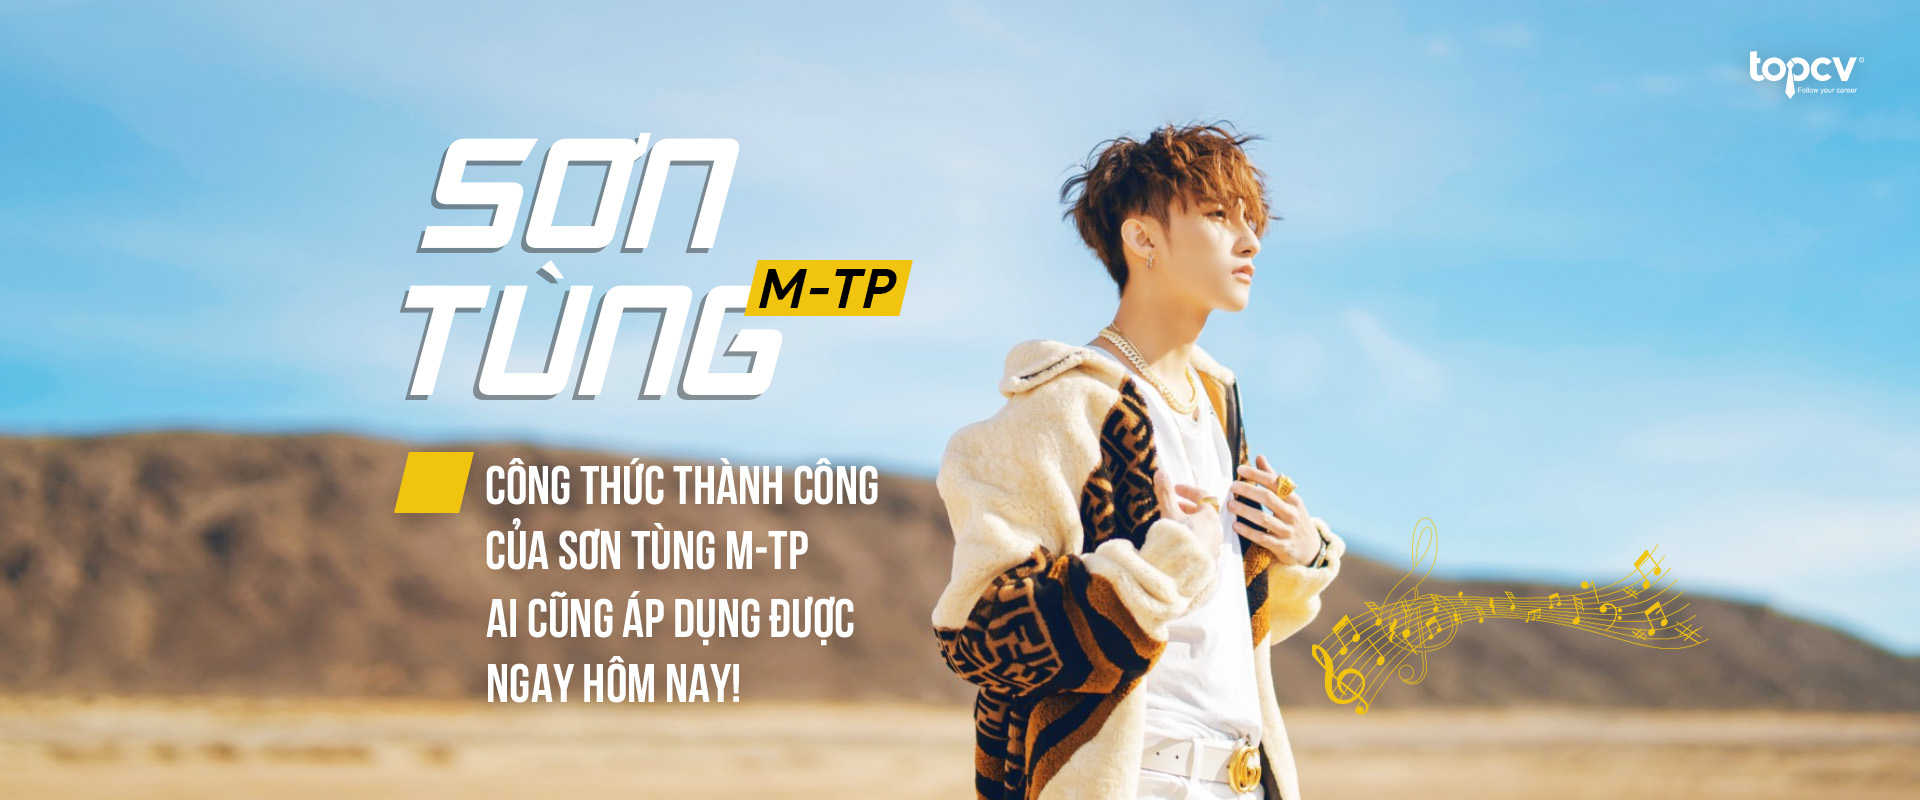 topcv
Follow your career
SƠN
TÙNG
M-TP
CÔNG THỨC THÀNH CÔNG
CỦA SƠN TÙNG M-TP
AI CŨNG ÁP DỤNG ĐƯỢC
NGAY HÔM NAY!